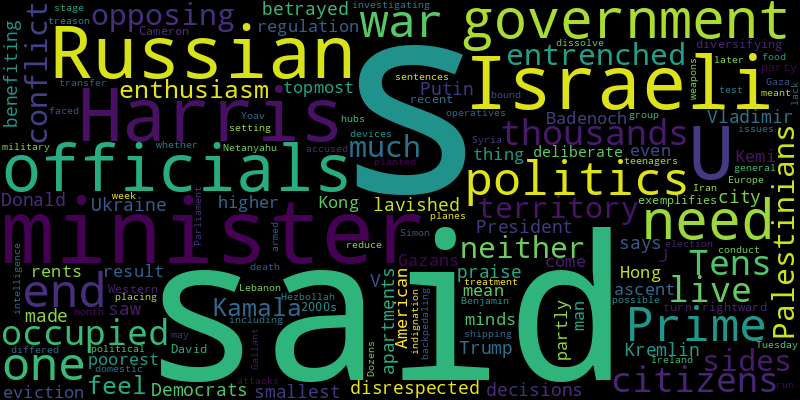 stage
treason
Cameron
opposing
betrayed
regulation
investigating
war
government
dissolve
entrenched
diversifying
later
food
party
Gaza
meant
lack
benefiting
conflict
Russian
enthusiasm
topmost
sentences
Putin
recent
operatives
bound
Israeli
weapons
test
Vladimir
issues
transfer
faced
Yoav
setting
hubs
devices
Harris
S
much
thousands
Badenoch
group
even
U
Kemi
military
whether
Netanyahu
accused
planted
Syria
thing
deliberate
teenagers
Iran
Europe
general
Palestinians
officials
politics
exemplifies
city
Donald
week
Ukraine
higher
Parliament
armed
Kong
lavished
planes
territory
need
minister
said
Simon
reduce
Gazans
President
neither
says
J
election
conduct
intelligence
rents
result
death
Lebanon
praise
treatment
come
Hong
possible
Tens
Western
placing
end
month
made
saw
Kamala
Hezbollah
2000s
including
V
American
indignation
backpedaling
mean
Benjamin
minds
shipping
partly
man
ascent
live
turn
rightward
Trump
Kremlin
Prime
Tuesday
occupied
one
political
differed
poorest
domestic
David
may
Gallant
attacks
Dozens
apartments
Ireland
sides
eviction
feel
Democrats
smallest
disrespected
decisions
citizens
run